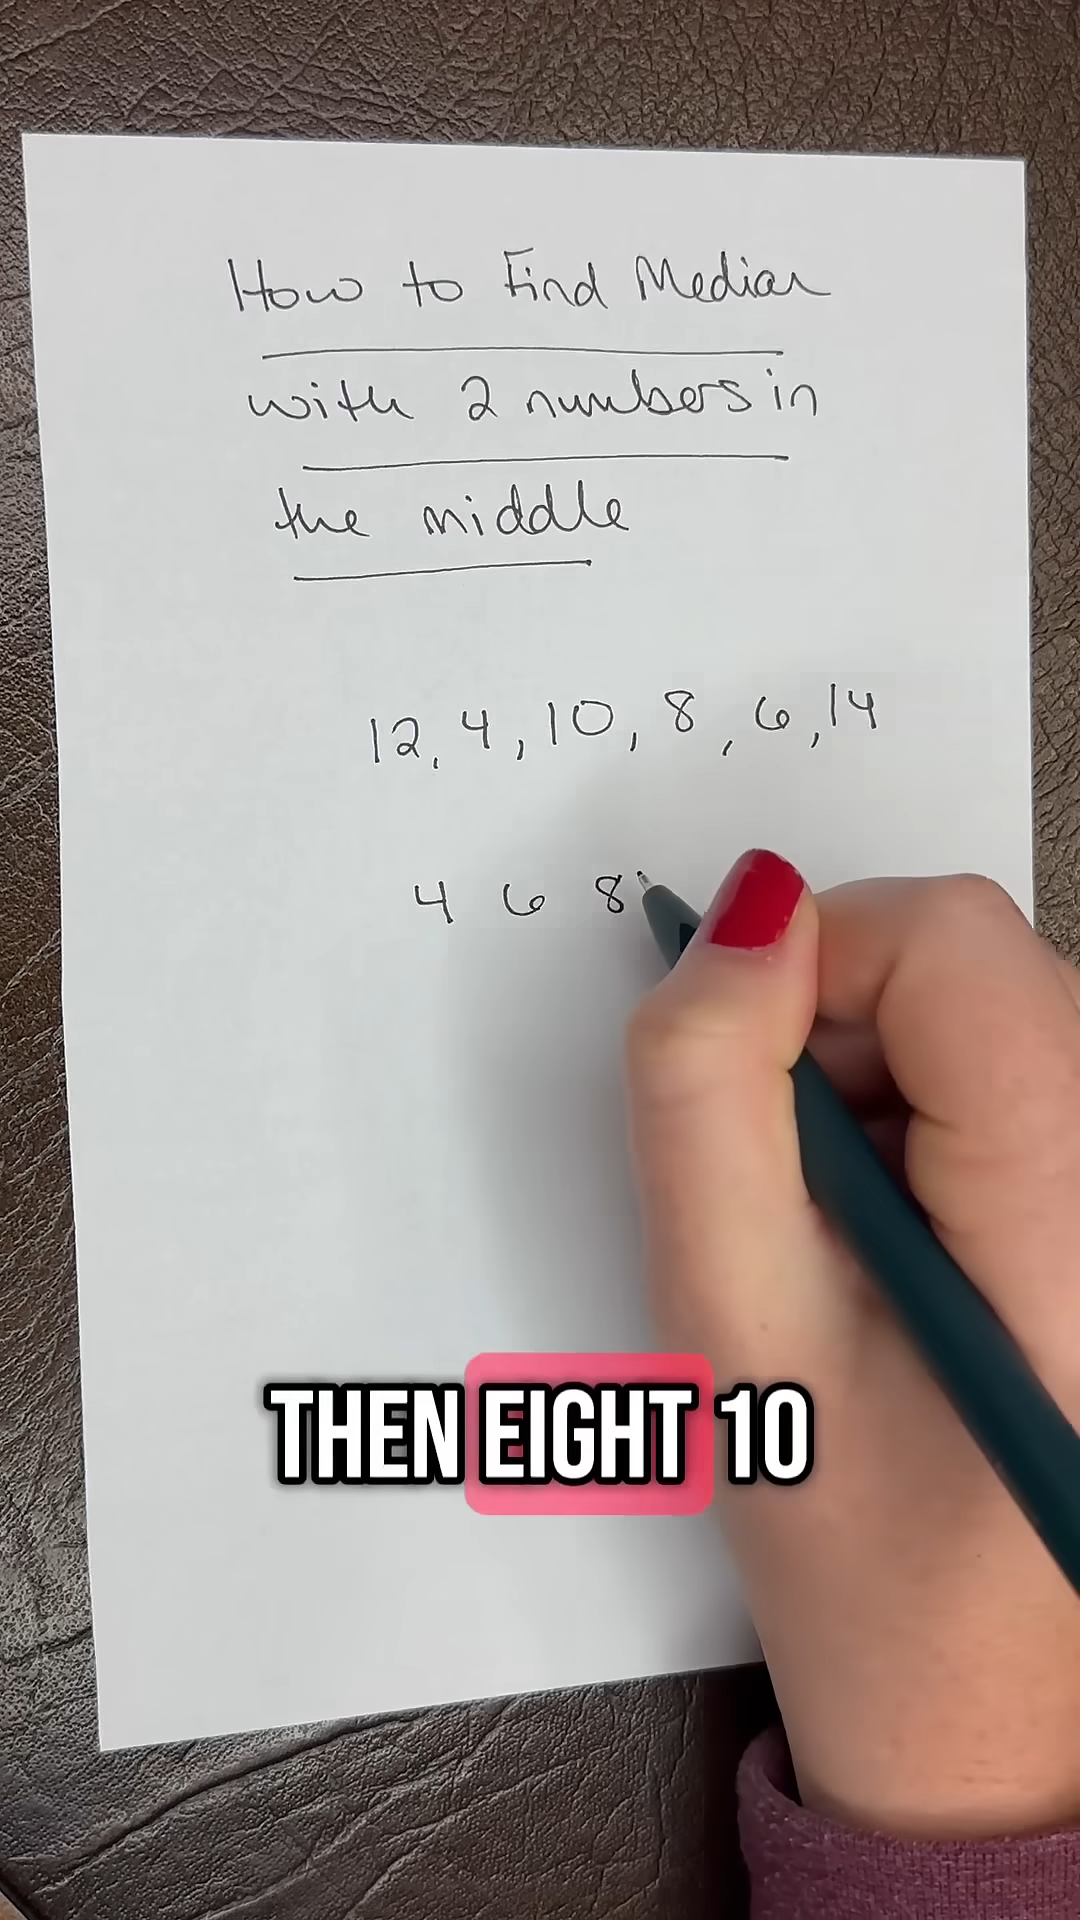 How to Find Median
with 2 numbers in
the middle
12, 4, 10, 8, 6, 14
4 6 8
THEN EIGHT 10